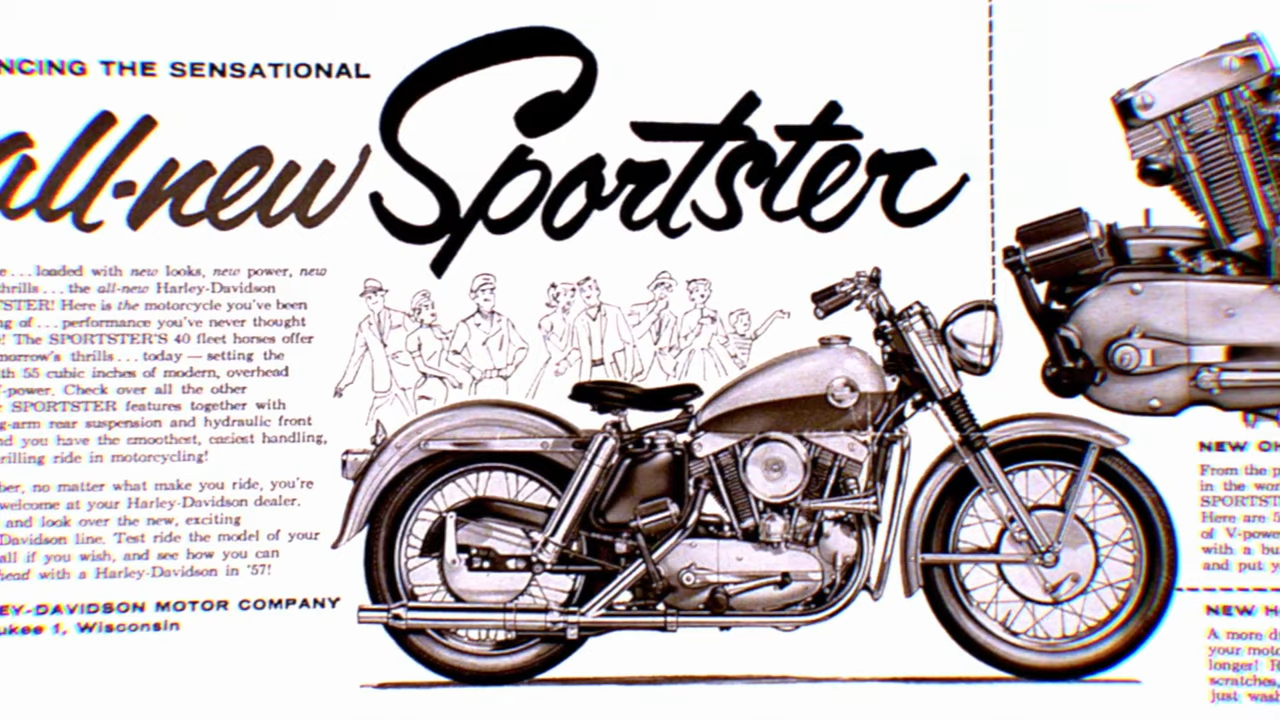 NCING THE SENSATIONAL
all-new Sportster
e... loaded with new looks, new power, new
thrills... the all-new Harley-Davidson
TSTER! Here is the motorcycle you've been
ng of... performance you've never thought
! The SPORTSTER'S 40 fleet horses offer
morrow's thrills... today — setting the
th 55 cubic inches of modern, overhead
-power. Check over all the other
SPORTSTER features together with
g-arm rear suspension and hydraulic front
nd you have the smoothest, easiest handling,
rilling ride in motorcycling!
ber, no matter what make you ride, you're
welcome at your Harley-Davidson dealer.
and look over the new, exciting
Davidson line. Test ride the model of your
all if you wish, and see how you can
head with a Harley-Davidson in '57!
EY-DAVIDSON MOTOR COMPANY
ukee 1, Wisconsin
NEW OH
From the p
in the wor
SPORTST
Here are
of V-powe
with a bu
and put y
NEW H
A more di
your moto
longer! R
scratches,
just wash